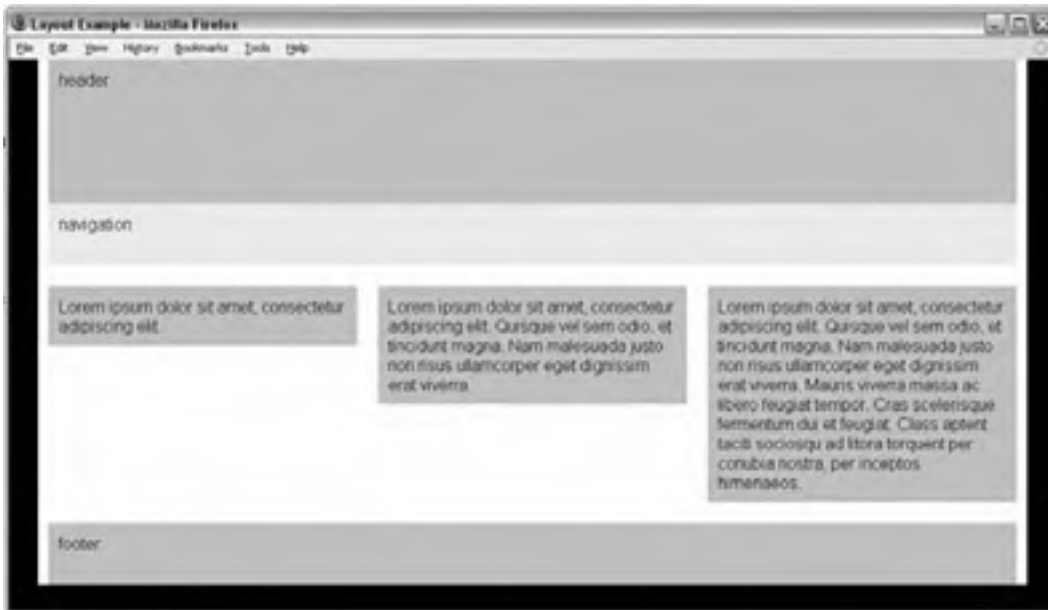 Layout Example - Mozilla Firefox
File Edit View History Bookmarks Tools Help
header
navigation
Lorem ipsum dolor sit amet, consectetur
adipiscing elit.
Lorem ipsum dolor sit amet, consectetur
adipiscing elit. Quisque vel sem odio, et
tincidunt magna. Nam malesuada justo
non risus ullamcorper eget dignissim
erat viverra.
Lorem ipsum dolor sit amet, consectetur
adipiscing elit. Quisque vel sem odio, et
tincidunt magna. Nam malesuada justo
non risus ullamcorper eget dignissim
erat viverra. Mauris viverra massa ac
libero feugiat tempor. Cras scelerisque
fermentum dui et feugiat. Class aptent
taciti sociosqu ad litora torquent per
conubia nostra, per inceptos
himenaeos.
footer